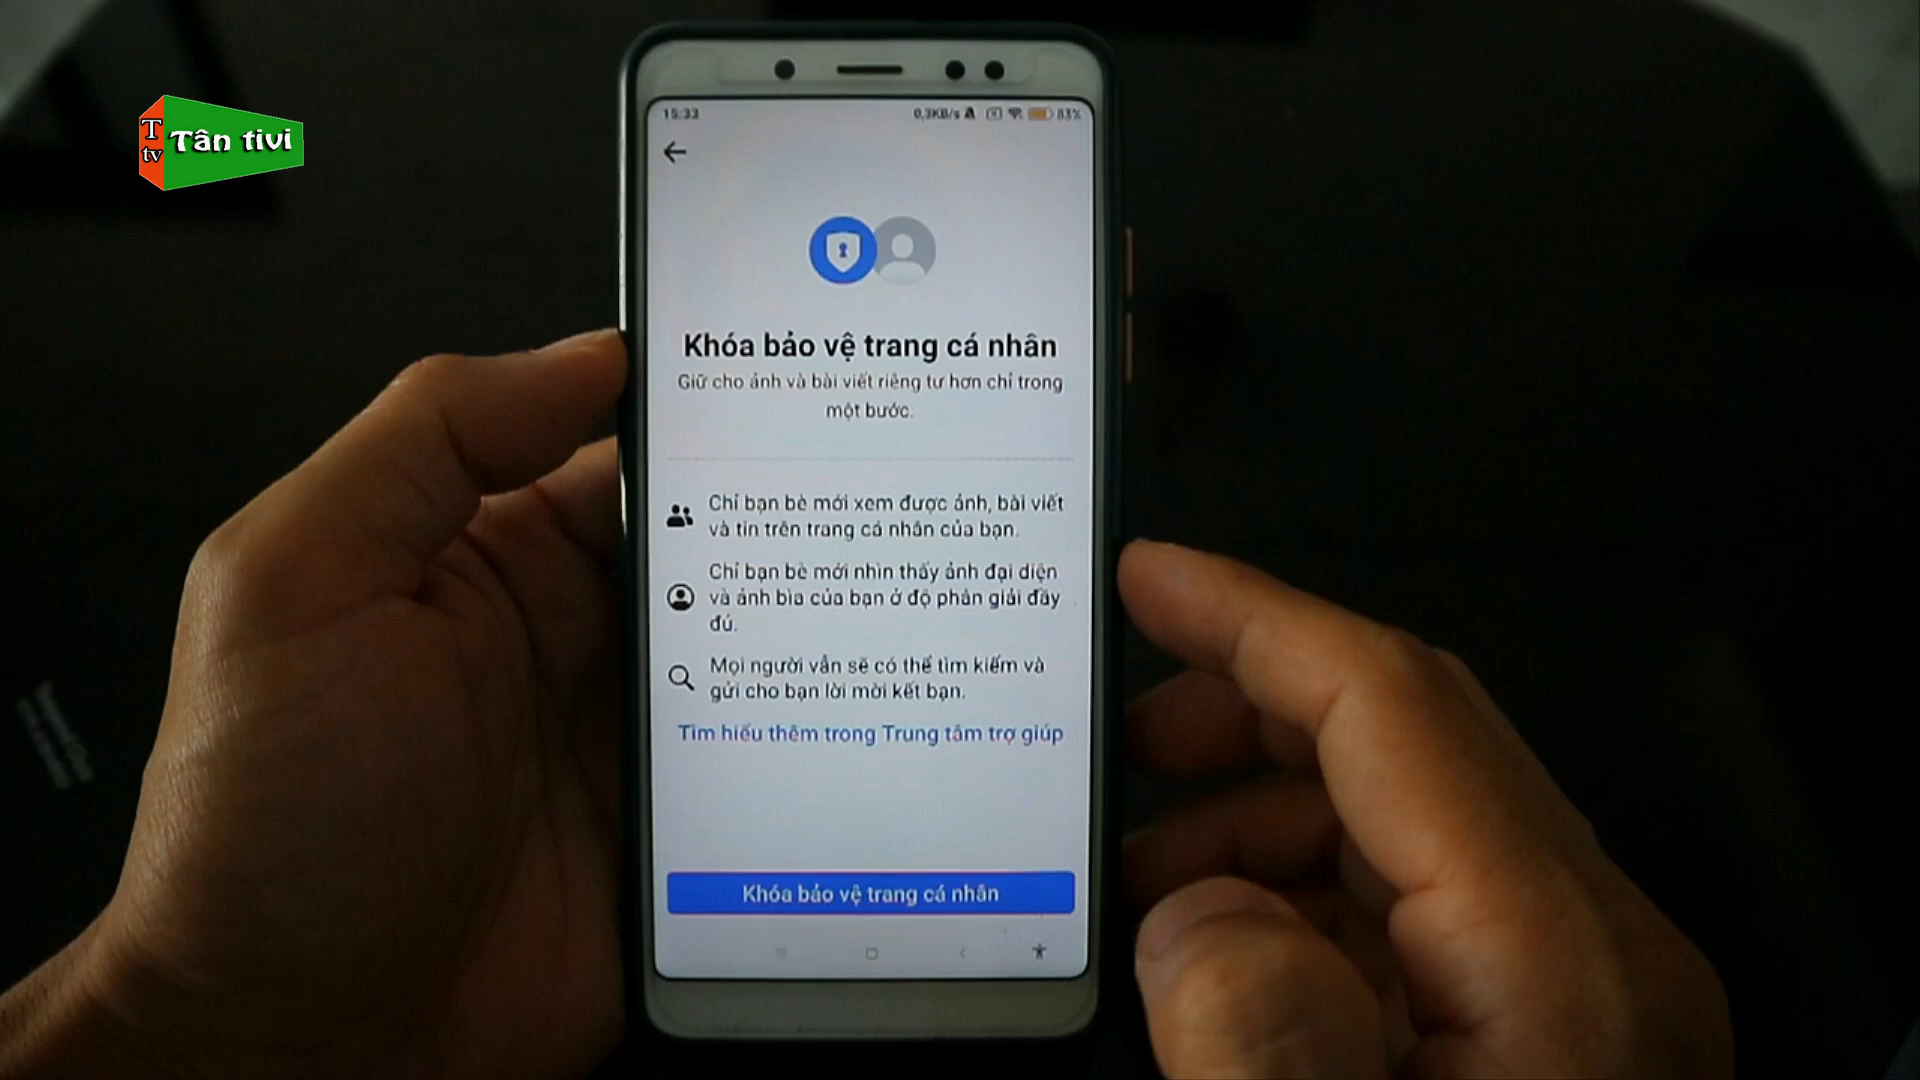 T
tv
Tân tivi
15:33
0,3KB/s
83%
Khóa bảo vệ trang cá nhân
Giữ cho ảnh và bài viết riêng tư hơn chỉ trong
một bước.
Chỉ bạn bè mới xem được ảnh, bài viết
và tin trên trang cá nhân của bạn.
Chỉ bạn bè mới nhìn thấy ảnh đại diện
và ảnh bìa của bạn ở độ phân giải đầy
đủ.
Mọi người vẫn sẽ có thể tìm kiếm và
gửi cho bạn lời mời kết bạn.
Tìm hiểu thêm trong Trung tâm trợ giúp
Khóa bảo vệ trang cá nhân